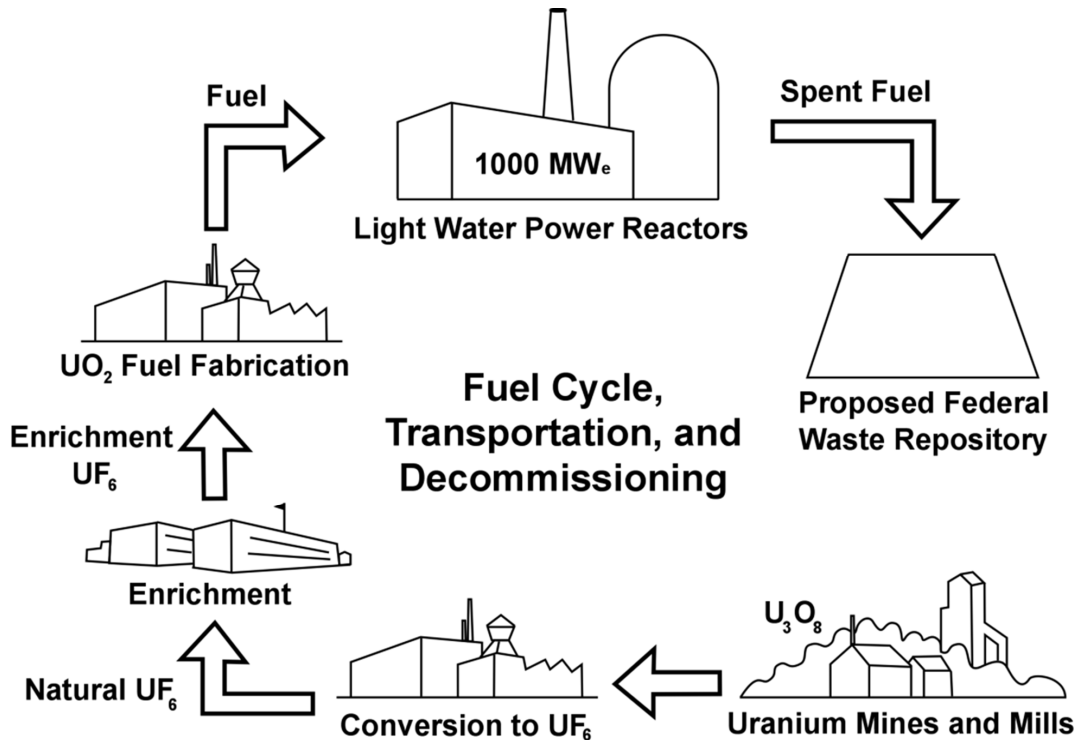 Fuel
Spent Fuel
1000 MWe
Light Water Power Reactors
UO₂ Fuel Fabrication
Fuel Cycle,
Transportation, and
Decommissioning
Proposed Federal
Waste Repository
Enrichment
UF₆
Enrichment
U₃O₈
Natural UF₆
Conversion to UF₆
Uranium Mines and Mills